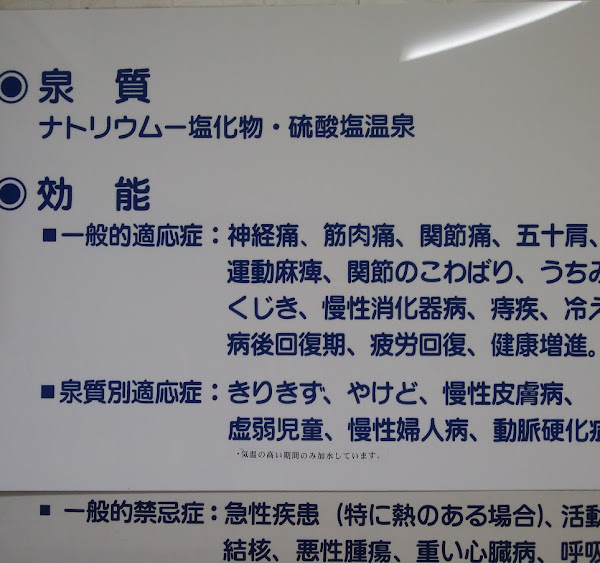 ◉ 泉 質
ナトリウムー塩化物・硫酸塩温泉
◉ 効 能
■一般的適応症：神経痛、筋肉痛、関節痛、五十肩、
運動麻痺、関節のこわばり、うちみ
くじき、慢性消化器病、痔疾、冷え
病後回復期、疲労回復、健康増進。
■泉質別適応症：きりきず、やけど、慢性皮膚病、
虚弱児童、慢性婦人病、動脈硬化症
・気温の高い期間のみ加水しています。
■一般的禁忌症：急性疾患（特に熱のある場合）、活動
結核、悪性腫瘍、重い心臓病、呼吸